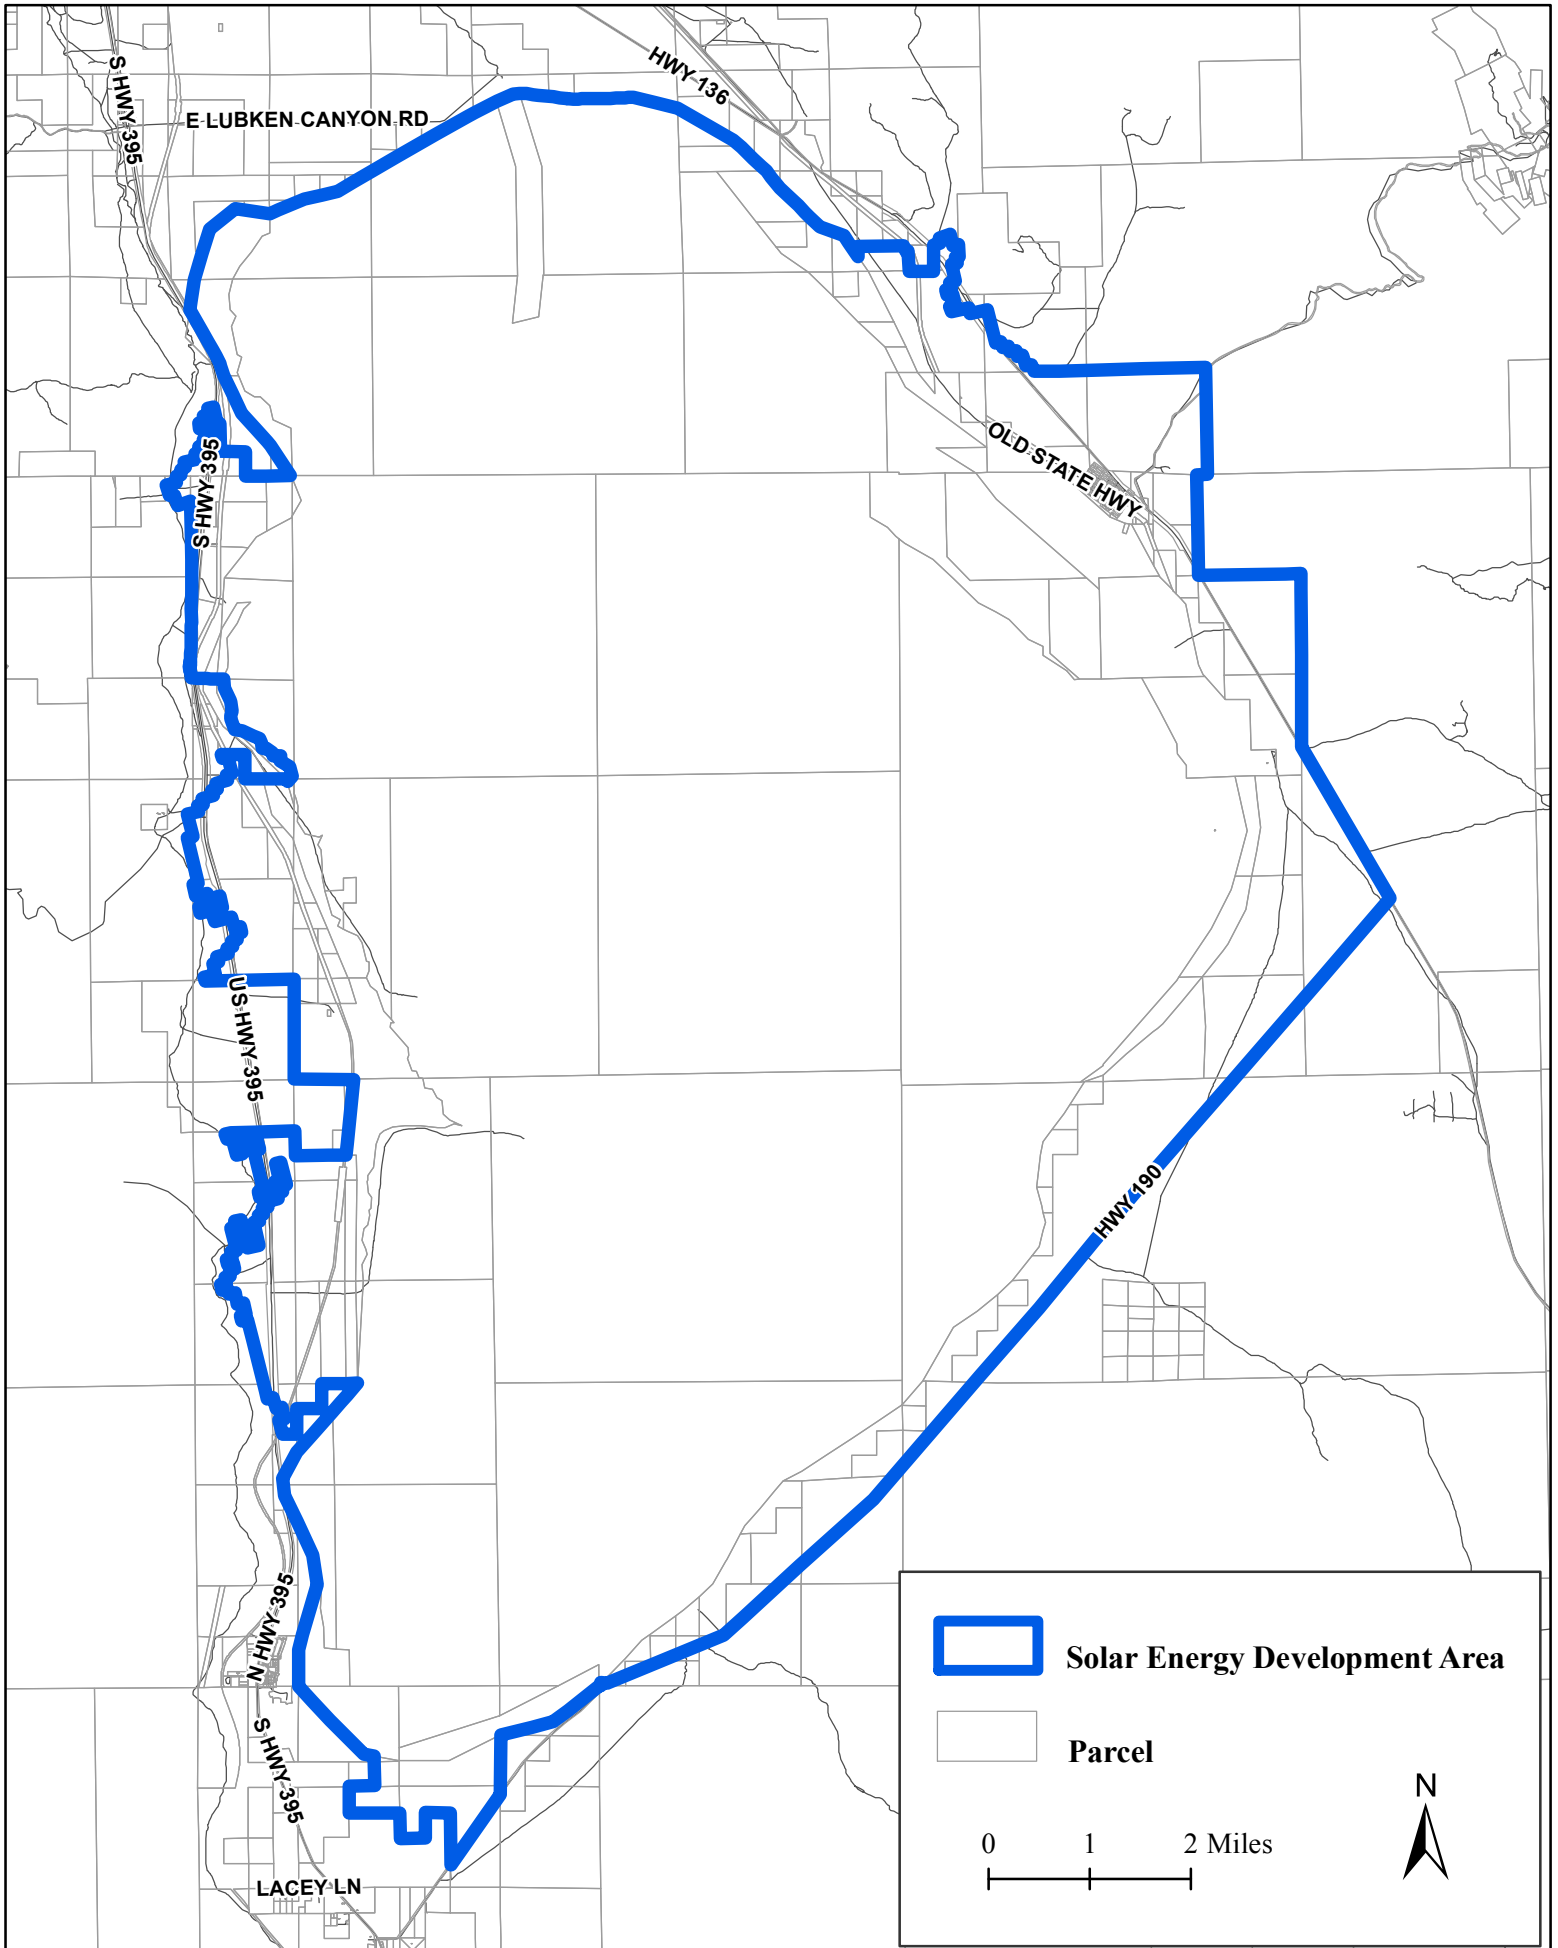 S HWY 395
E LUBKEN CANYON RD
HWY 136
S HWY 395
OLD STATE HWY
US HWY 395
HWY 190
N HWY 395
S HWY 395
LACEY LN
Solar Energy Development Area
Parcel
N
0 1 2 Miles